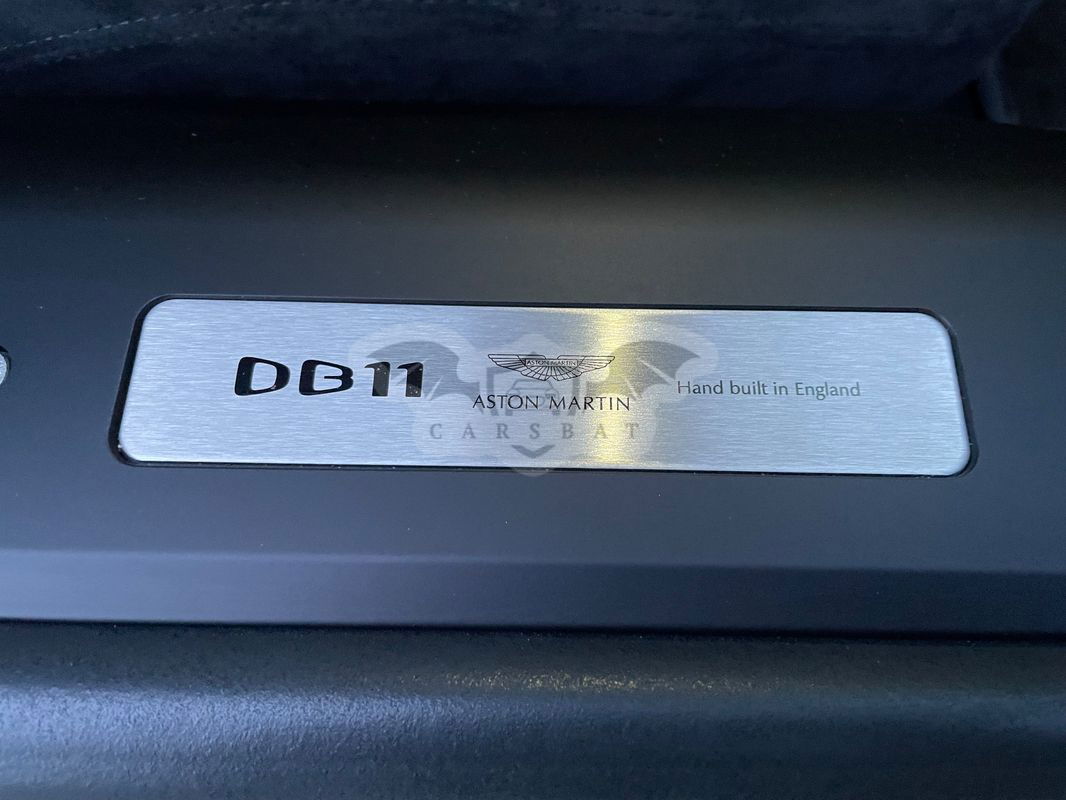 DB11
ASTON MARTIN
ASTON MARTIN
Hand built in England
CARSBAT